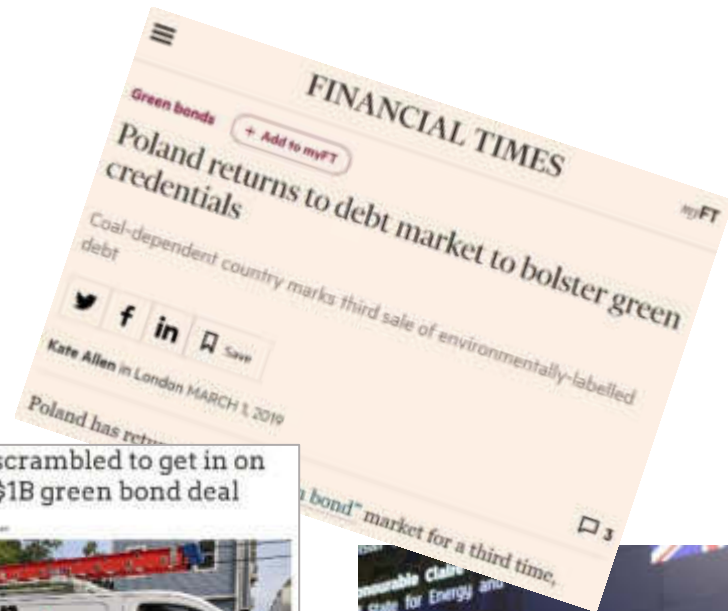 FINANCIAL TIMES
myFT
Green bonds
+ Add to myFT
Poland returns to debt market to bolster green
credentials
Coal-dependent country marks third sale of environmentally-labelled
debt
Save
Kate Allen in London MARCH 1, 2019
3
Poland has
bond" market for a third time,
scrambled to get in on
$1B green bond deal
State for Energy and